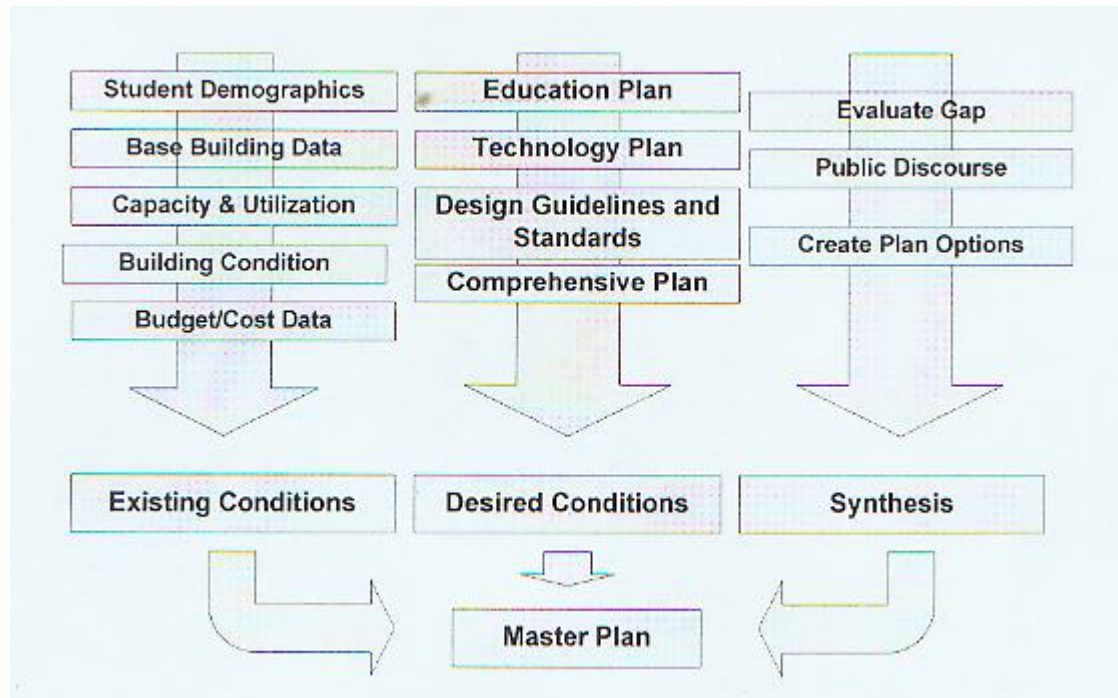 Student Demographics
Base Building Data
Capacity & Utilization
Building Condition
Budget/Cost Data
Education Plan
Technology Plan
Design Guidelines and
Standards
Comprehensive Plan
Evaluate Gap
Public Discourse
Create Plan Options
Existing Conditions
Desired Conditions
Synthesis
Master Plan